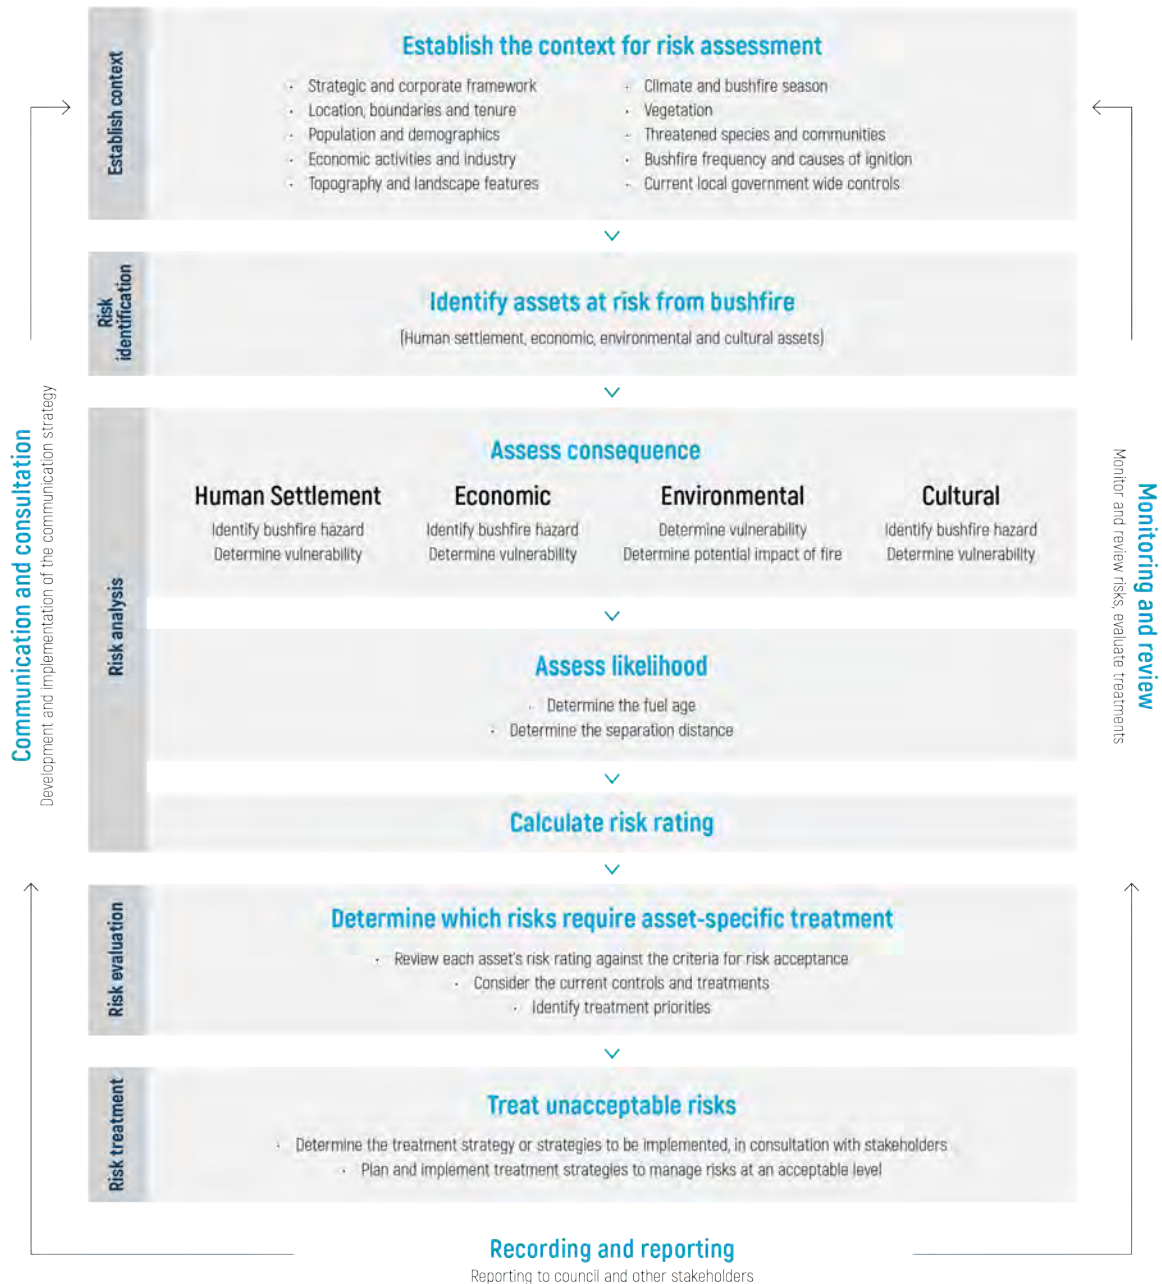 Establish context
Establish the context for risk assessment
· Strategic and corporate framework
· Location, boundaries and tenure
· Population and demographics
· Economic activities and industry
· Topography and landscape features
· Climate and bushfire season
· Vegetation
· Threatened species and communities
· Bushfire frequency and causes of ignition
· Current local government wide controls
Risk
identification
Identify assets at risk from bushfire
(Human settlement, economic, environmental and cultural assets)
Risk analysis
Assess consequence
Human Settlement
Identify bushfire hazard
Determine vulnerability
Economic
Identify bushfire hazard
Determine vulnerability
Environmental
Determine vulnerability
Determine potential impact of fire
Cultural
Identify bushfire hazard
Determine vulnerability
Assess likelihood
· Determine the fuel age
· Determine the separation distance
Calculate risk rating
Risk evaluation
Determine which risks require asset-specific treatment
· Review each asset's risk rating against the criteria for risk acceptance
· Consider the current controls and treatments
· Identify treatment priorities
Risk treatment
Treat unacceptable risks
· Determine the treatment strategy or strategies to be implemented, in consultation with stakeholders
· Plan and implement treatment strategies to manage risks at an acceptable level
Communication and consultation
Development and implementation of the communication strategy
Monitoring and review
Monitor and review risks, evaluate treatments
Recording and reporting
Reporting to council and other stakeholders